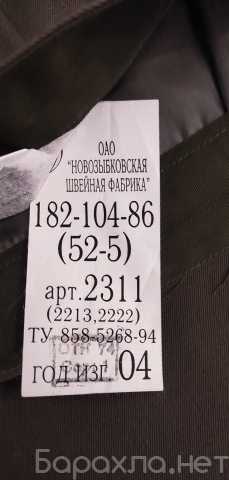 ОАО
"НОВОЗЫБКОВСКАЯ
ШВЕЙНАЯ ФАБРИКА"
182-104-86
(52-5)
арт.2311
(2213,2222)
ТУ 858-5268-94
ГОД ИЗГ 04
Барахла.нет